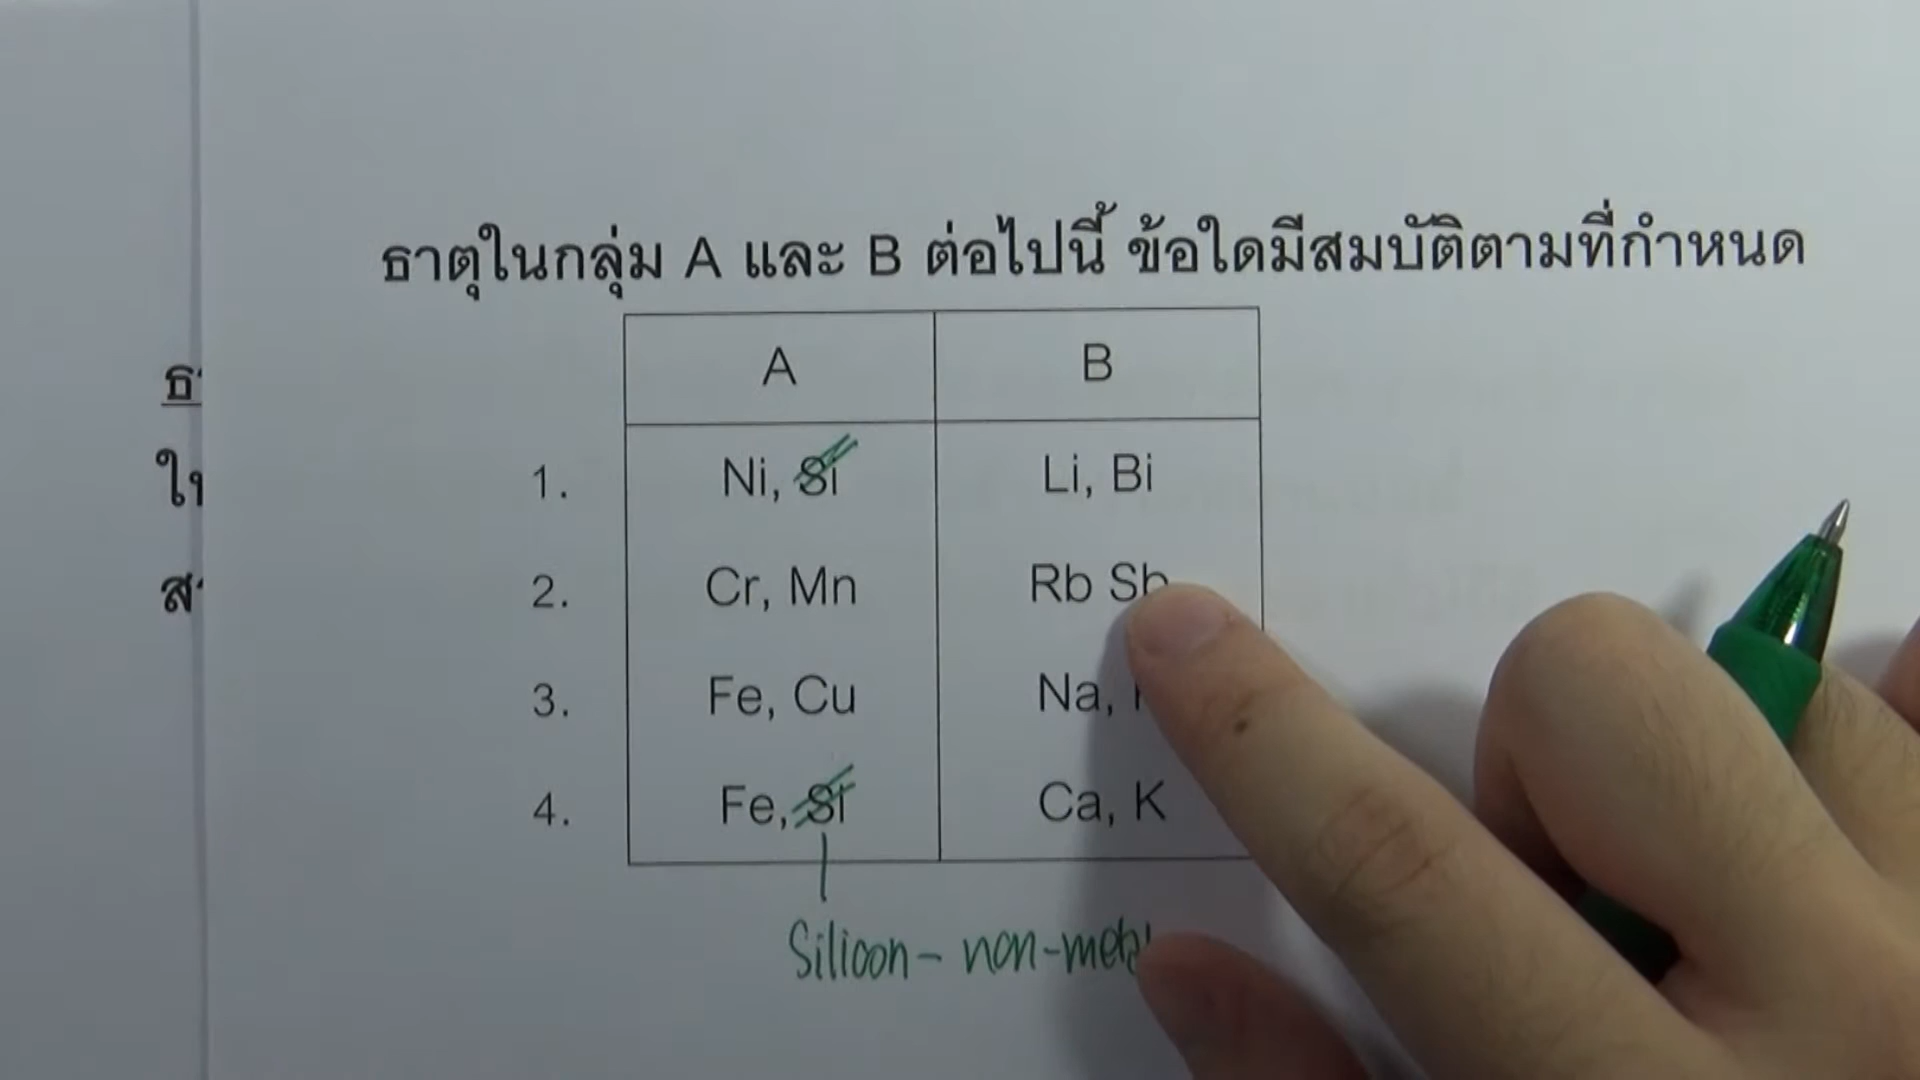 ธาตุในกลุ่ม A และ B ต่อไปนี้ ข้อใดมีสมบัติตามที่กำหนด
A B
1. Ni, Si Li, Bi
2. Cr, Mn Rb Sb
3. Fe, Cu Na,
4. Fe, Si Ca, K
Silicon - non-metal